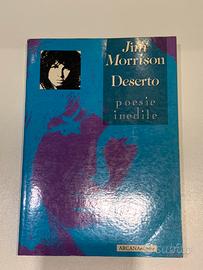 Jim
Morrison
Deserto
poesie
inedite
ARCANA